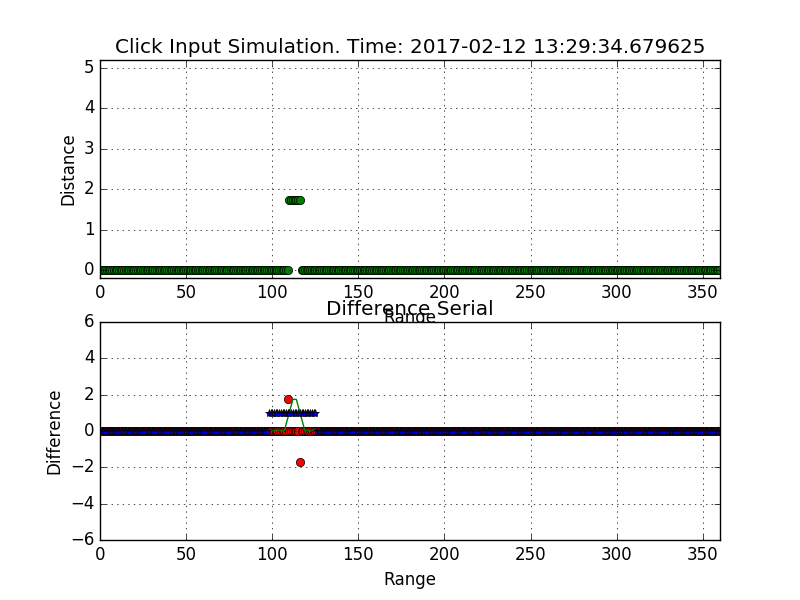 Click Input Simulation. Time: 2017-02-12 13:29:34.679625
5
4
3
2
1
0
Distance
0 50 100 150 200 250 300 350
Range
Difference Serial
6
4
2
0
−2
−4
−6
Difference
0 50 100 150 200 250 300 350
Range